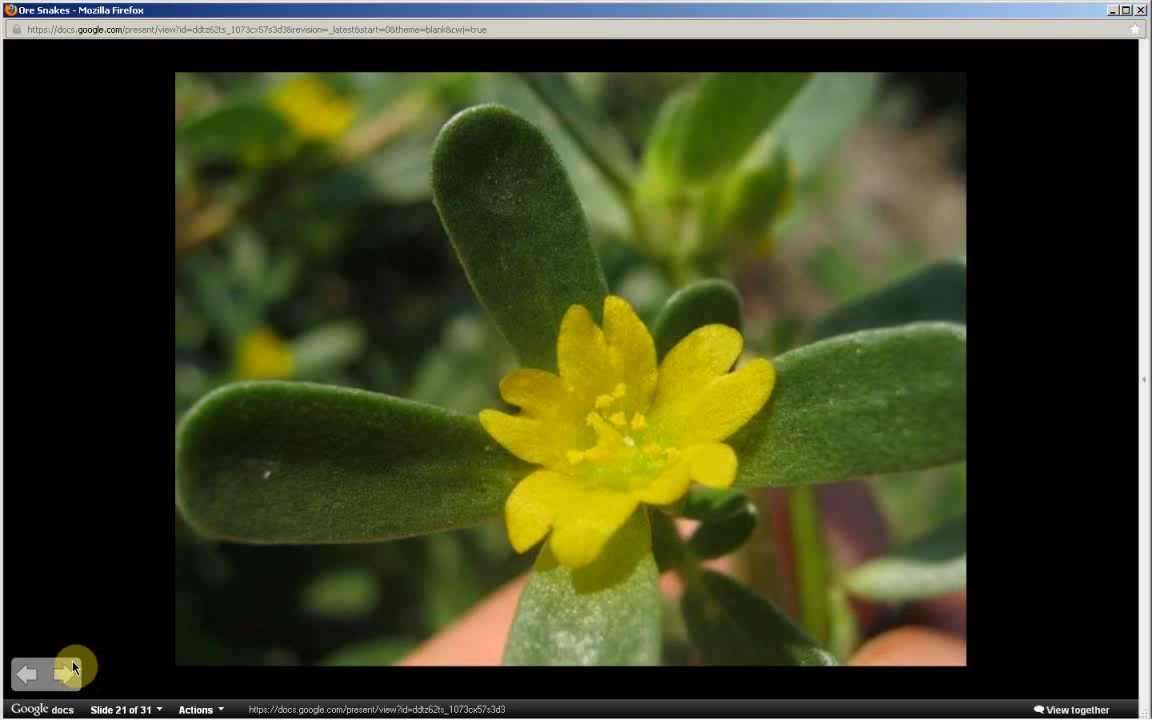 Ore Snakes - Mozilla Firefox
https://docs.google.com/present/view?id=ddtz62ts_1073cx57s3d3&revision=_latest&start=0&theme=blank&cwj=true
Google docs Slide 21 of 31 Actions https://docs.google.com/present/view?id=ddtz62ts_1073cx57s3d3 View together